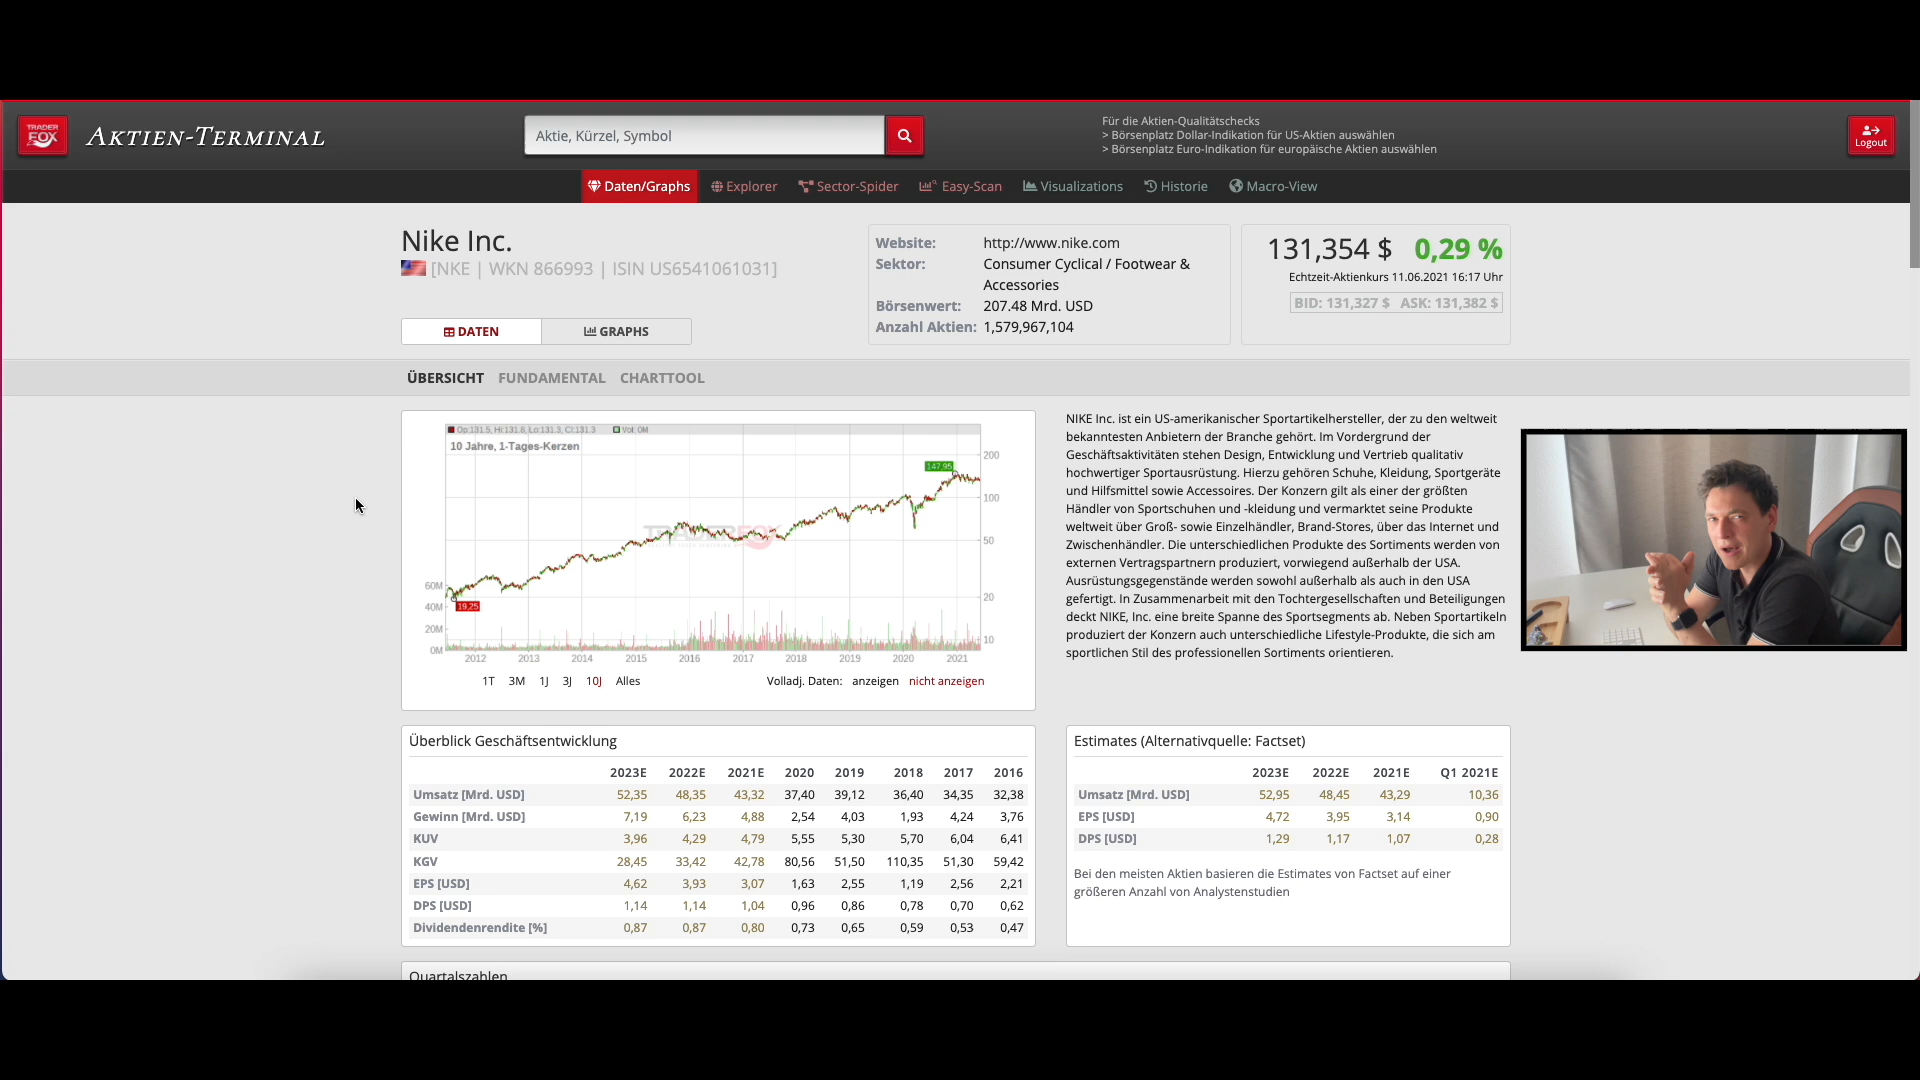 TRADER
FOX
AKTIEN-TERMINAL
Aktie, Kürzel, Symbol
Für die Aktien-Qualitätschecks
> Börsenplatz Dollar-Indikation für US-Aktien auswählen
> Börsenplatz Euro-Indikation für europäische Aktien auswählen
Logout
Daten/Graphs Explorer Sector-Spider Easy-Scan Visualizations Historie Macro-View
Nike Inc.
[NKE | WKN 866993 | ISIN US6541061031]
DATEN GRAPHS
Website: http://www.nike.com
Sektor: Consumer Cyclical / Footwear &
Accessories
Börsenwert: 207.48 Mrd. USD
Anzahl Aktien: 1,579,967,104
131,354 $ 0,29 %
Echtzeit-Aktienkurs 11.06.2021 16:17 Uhr
BID: 131,327 $ ASK: 131,382 $
ÜBERSICHT FUNDAMENTAL CHARTTOOL
Op:131.5, Hi:131.8, Lo:131.3, Cl:131.3 Vol: 0M
10 Jahre, 1-Tages-Kerzen
147,95
200
100
TRADERFOX
50
60M
20
40M
19,25
20M
10
0M
2012 2013 2014 2015 2016 2017 2018 2019 2020 2021
1T 3M 1J 3J 10J Alles Volladj. Daten: anzeigen nicht anzeigen
NIKE Inc. ist ein US-amerikanischer Sportartikelhersteller, der zu den weltweit
bekanntesten Anbietern der Branche gehört. Im Vordergrund der
Geschäftsaktivitäten stehen Design, Entwicklung und Vertrieb qualitativ
hochwertiger Sportausrüstung. Hierzu gehören Schuhe, Kleidung, Sportgeräte
und Hilfsmittel sowie Accessoires. Der Konzern gilt als einer der größten
Händler von Sportschuhen und -kleidung und vermarktet seine Produkte
weltweit über Groß- sowie Einzelhändler, Brand-Stores, über das Internet und
Zwischenhändler. Die unterschiedlichen Produkte des Sortiments werden von
externen Vertragspartnern produziert, vorwiegend außerhalb der USA.
Ausrüstungsgegenstände werden sowohl außerhalb als auch in den USA
gefertigt. In Zusammenarbeit mit den Tochtergesellschaften und Beteiligungen
deckt NIKE, Inc. eine breite Spanne des Sportsegments ab. Neben Sportartikeln
produziert der Konzern auch unterschiedliche Lifestyle-Produkte, die sich am
sportlichen Stil des professionellen Sortiments orientieren.
Überblick Geschäftsentwicklung
2023E 2022E 2021E 2020 2019 2018 2017 2016
Umsatz [Mrd. USD] 52,35 48,35 43,32 37,40 39,12 36,40 34,35 32,38
Gewinn [Mrd. USD] 7,19 6,23 4,88 2,54 4,03 1,93 4,24 3,76
KUV 3,96 4,29 4,79 5,55 5,30 5,70 6,04 6,41
KGV 28,45 33,42 42,78 80,56 51,50 110,35 51,30 59,42
EPS [USD] 4,62 3,93 3,07 1,63 2,55 1,19 2,56 2,21
DPS [USD] 1,14 1,14 1,04 0,96 0,86 0,78 0,70 0,62
Dividendenrendite [%] 0,87 0,87 0,80 0,73 0,65 0,59 0,53 0,47
Estimates (Alternativquelle: Factset)
2023E 2022E 2021E Q1 2021E
Umsatz [Mrd. USD] 52,95 48,45 43,29 10,36
EPS [USD] 4,72 3,95 3,14 0,90
DPS [USD] 1,29 1,17 1,07 0,28
Bei den meisten Aktien basieren die Estimates von Factset auf einer
größeren Anzahl von Analystenstudien
Quartalszahlen